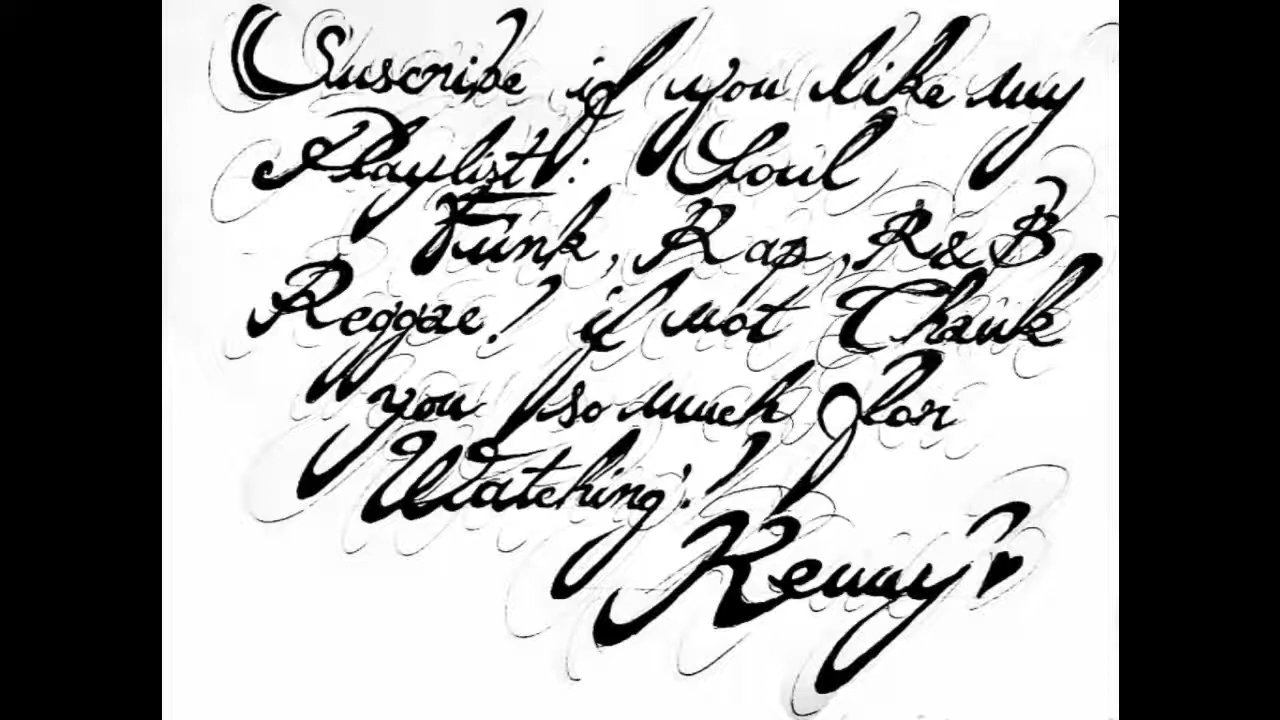 Suscribe if you like my
Playlist : Soul
Funk, Rap, R&B
Reggae! if not Thank
you so much for
Watching!
Kenny